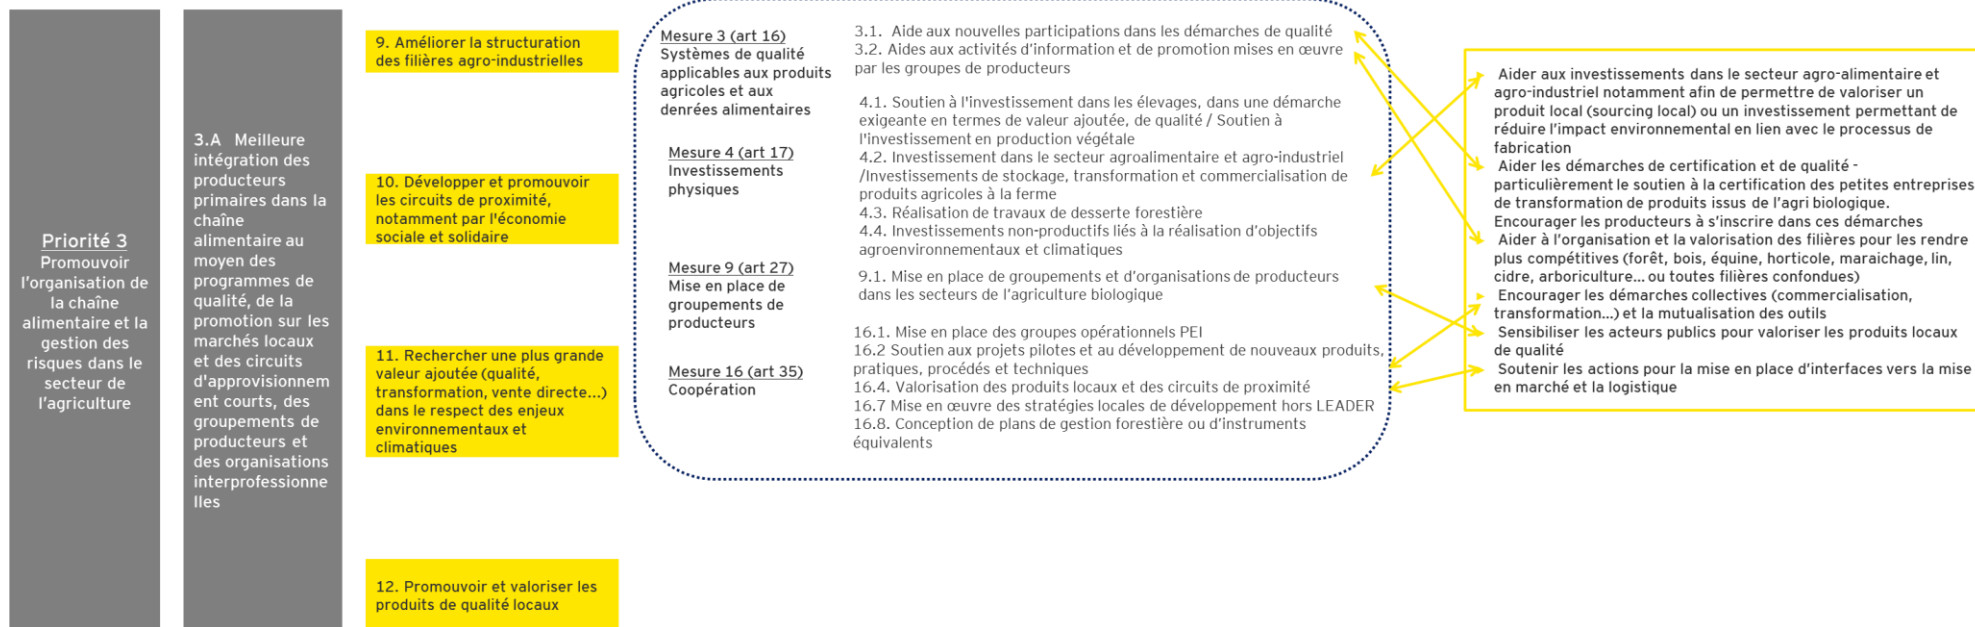 Priorité 3
Promouvoir
l'organisation de
la chaîne
alimentaire et la
gestion des
risques dans le
secteur de
l'agriculture
3.A Meilleure
intégration des
producteurs
primaires dans la
chaîne
alimentaire au
moyen des
programmes de
qualité, de la
promotion sur les
marchés locaux
et des circuits
d'approvisionnem
ent courts, des
groupements de
producteurs et
des organisations
interprofessionne
lles
9. Améliorer la structuration
des filières agro-industrielles
10. Développer et promouvoir
les circuits de proximité,
notamment par l'économie
sociale et solidaire
11. Rechercher une plus grande
valeur ajoutée (qualité,
transformation, vente directe...)
dans le respect des enjeux
environnementaux et
climatiques
12. Promouvoir et valoriser les
produits de qualité locaux
Mesure 3 (art 16)
Systèmes de qualité
applicables aux produits
agricoles et aux
denrées alimentaires
3.1. Aide aux nouvelles participations dans les démarches de qualité
3.2. Aides aux activités d'information et de promotion mises en œuvre
par les groupes de producteurs
Mesure 4 (art 17)
Investissements
physiques
4.1. Soutien à l'investissement dans les élevages, dans une démarche
exigeante en termes de valeur ajoutée, de qualité / Soutien à
l'investissement en production végétale
4.2. Investissement dans le secteur agroalimentaire et agro-industriel
/Investissements de stockage, transformation et commercialisation de
produits agricoles à la ferme
4.3. Réalisation de travaux de desserte forestière
4.4. Investissements non-productifs liés à la réalisation d'objectifs
agroenvironnementaux et climatiques
Mesure 9 (art 27)
Mise en place de
groupements de
producteurs
9.1. Mise en place de groupements et d'organisations de producteurs
dans les secteurs de l'agriculture biologique
Mesure 16 (art 35)
Coopération
16.1. Mise en place des groupes opérationnels PEI
16.2 Soutien aux projets pilotes et au développement de nouveaux produits,
pratiques, procédés et techniques
16.4. Valorisation des produits locaux et des circuits de proximité
16.7 Mise en œuvre des stratégies locales de développement hors LEADER
16.8. Conception de plans de gestion forestière ou d'instruments
équivalents
Aider aux investissements dans le secteur agro-alimentaire et
agro-industriel notamment afin de permettre de valoriser un
produit local (sourcing local) ou un investissement permettant de
réduire l'impact environnemental en lien avec le processus de
fabrication
Aider les démarches de certification et de qualité -
particulièrement le soutien à la certification des petites entreprises
de transformation de produits issus de l'agri biologique.
Encourager les producteurs à s'inscrire dans ces démarches
Aider à l'organisation et la valorisation des filières pour les rendre
plus compétitives (forêt, bois, équine, horticole, maraichage, lin,
cidre, arboriculture... ou toutes filières confondues)
Encourager les démarches collectives (commercialisation,
transformation...) et la mutualisation des outils
Sensibiliser les acteurs publics pour valoriser les produits locaux
de qualité
Soutenir les actions pour la mise en place d'interfaces vers la mise
en marché et la logistique